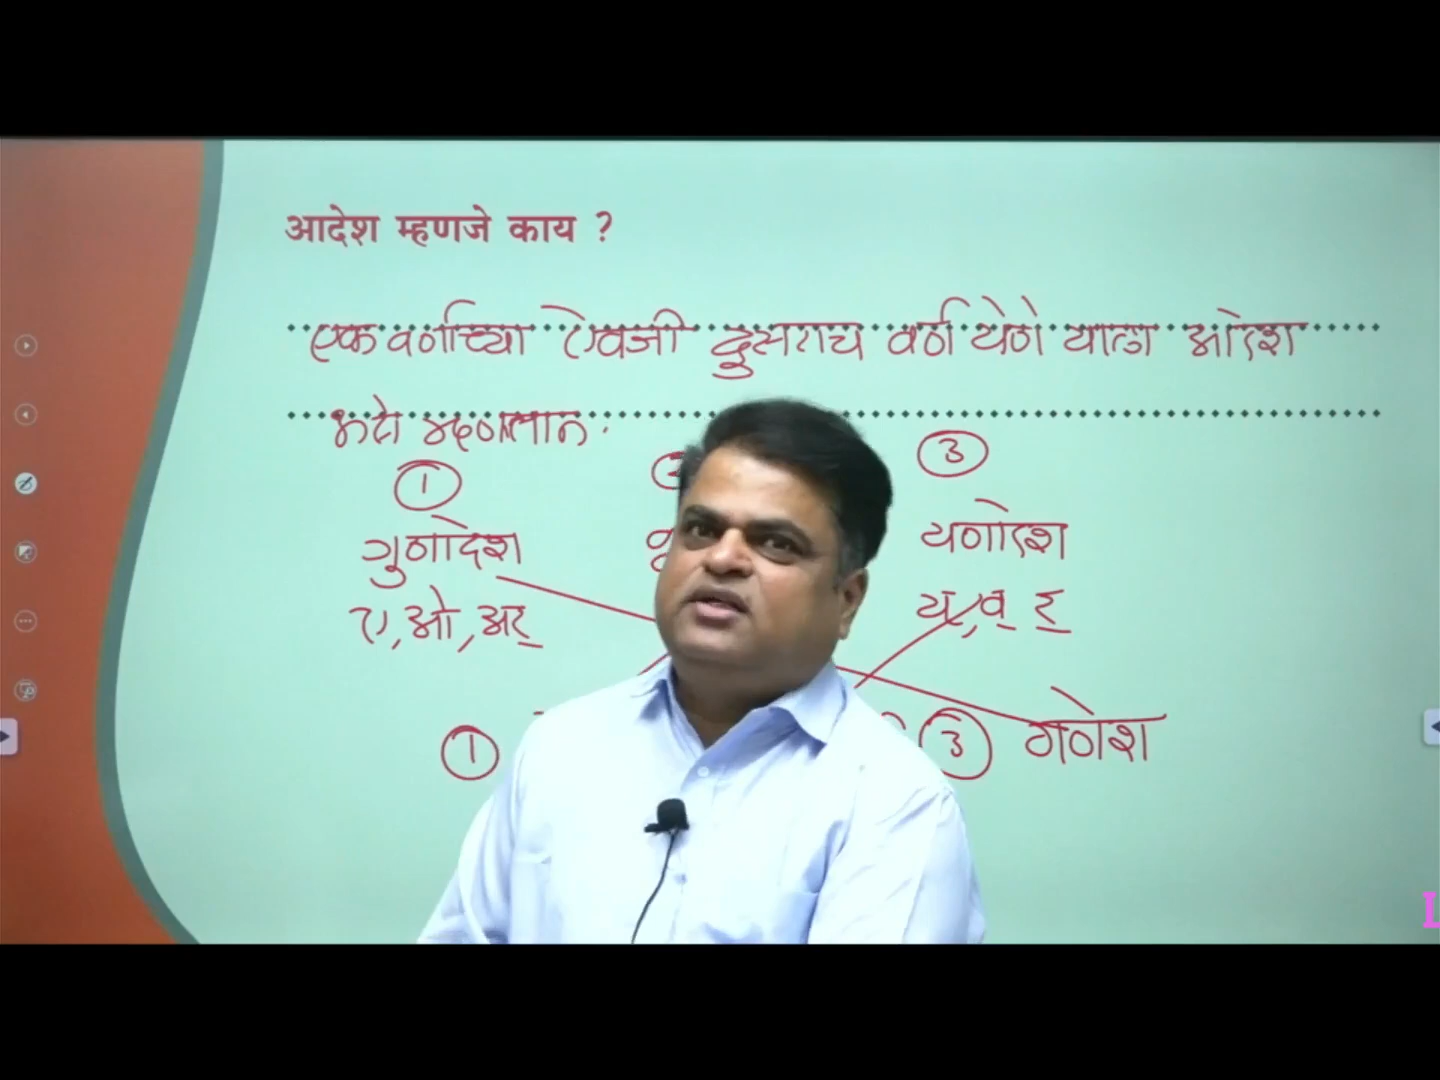 आदेश म्हणजे काय ?
एक वर्णाच्या ऐवजी दुसराच वर्ण येणे याला आदेश
असे म्हणतात.
① ③
गुणादेश यणादेश
ए, ओ, अर् य्, व् र्
① ③ गणेश